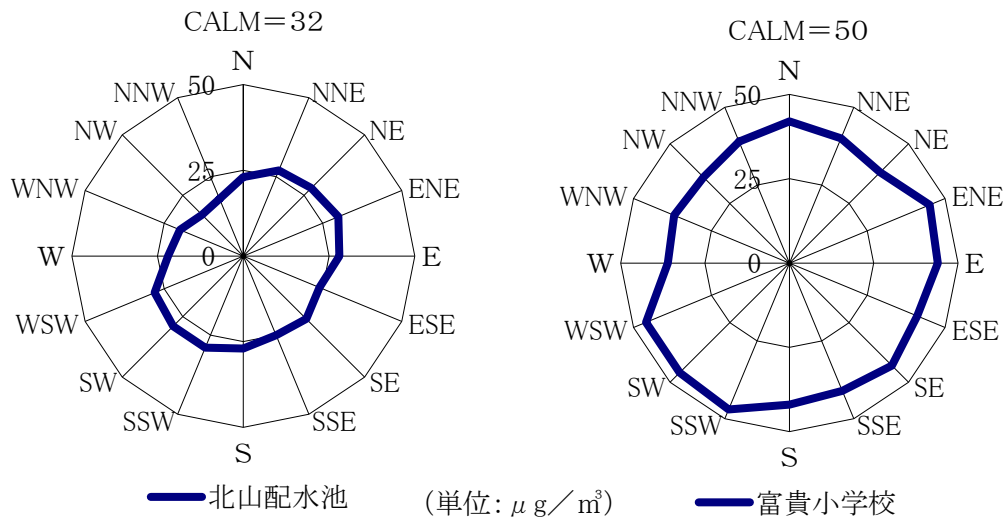 CALM＝32
N
NNE
NE
ENE
E
ESE
SE
SSE
S
SSW
SW
WSW
W
WNW
NW
NNW
50
25
0
北山配水池
CALM＝50
N
NNE
NE
ENE
E
ESE
SE
SSE
S
SSW
SW
WSW
W
WNW
NW
NNW
50
25
0
(単位: μ g／㎥)
富貴小学校